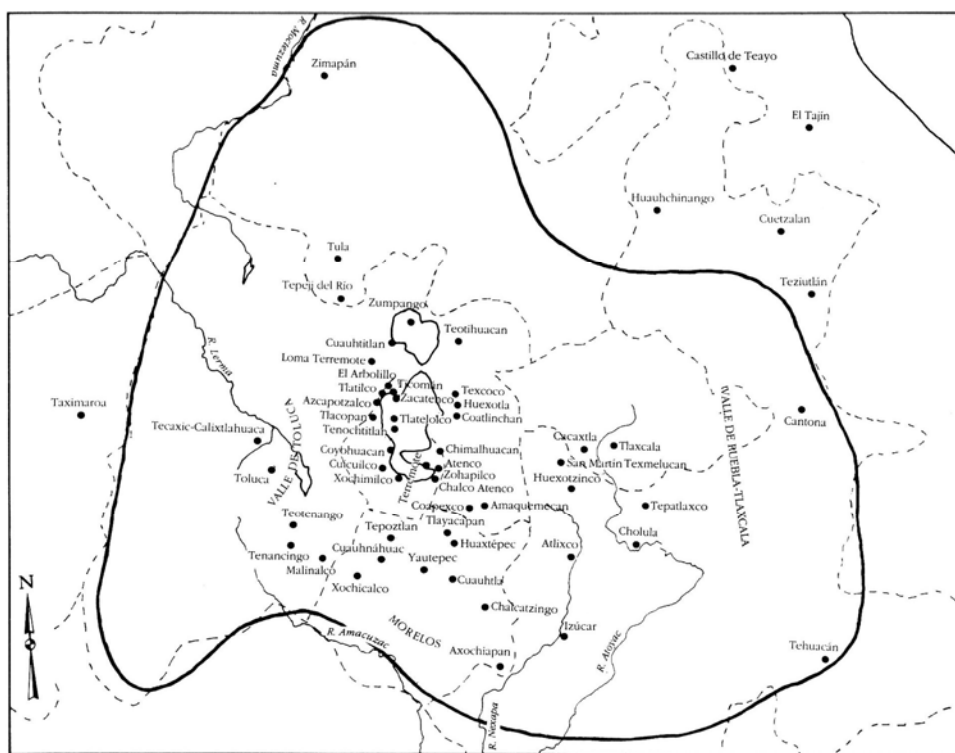 R. Moctezuma
Zimapán
Castillo de Teayo
El Tajín
Huauhchinango
Cuetzalan
Tula
Tepeji del Río
Teziutlán
Zumpango
Teotihuacan
Cuauhtitlan
R. Lerma
Loma Terremote
El Arbolillo
Ticomán
Tlatilco
Zacatenco
Texcoco
Azcapotzalco
Huexotla
Taximaroa
Tlacopan
Tlatelolco
Coatlinchan
Cantona
Tenochtitlan
Tecaxic-Calixtlahuaca
VALLE DE TOLUCA
VALLE DE PUEBLA-TLAXCALA
Coyohuacan
Chimalhuacan
Cacaxtla
Tlaxcala
Toluca
Cuicuilco
Atenco
San Martín Texmelucan
Xochimilco
Terremote
Zohapilco
Chalco Atenco
Huexotzinco
Coapexco
Amaquemecan
Tepatlaxco
Teotenango
Tepoztlan
Tlayacapan
Tenancingo
Cuauhnáhuac
Huaxtépec
Atlixco
Cholula
Malinalco
Yautepec
Xochicalco
Cuauhtla
N
Chalcatzingo
R. Amacuzac
MORELOS
Izúcar
R. Atoyac
Axochiapan
Tehuacán
R. Nexapa